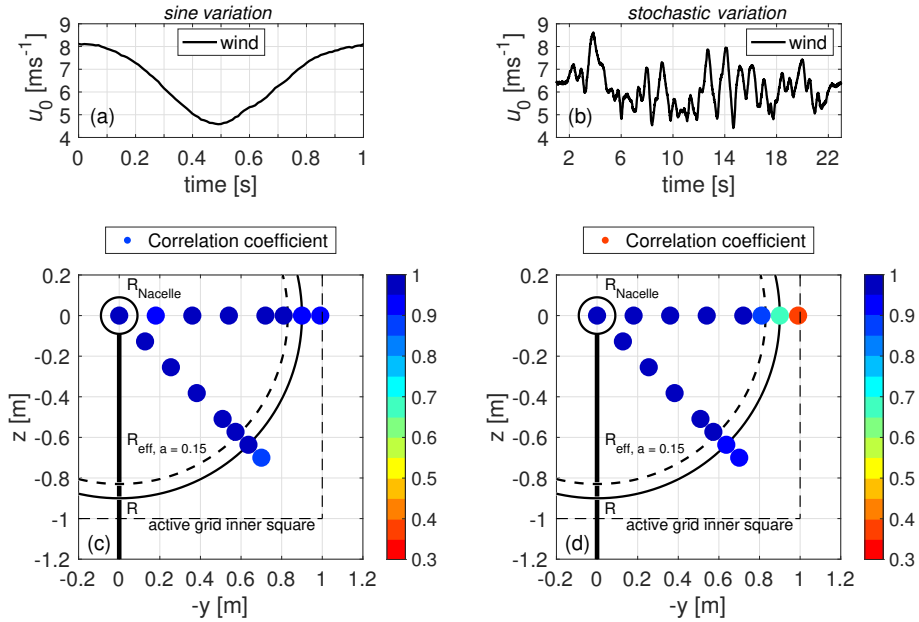 sine variation
stochastic variation
9
8
7
6
5
4
u0 [ms-1]
wind
(a)
0 0.2 0.4 0.6 0.8 1
time [s]
9
8
7
6
5
4
u0 [ms-1]
wind
(b)
2 6 10 14 18 22
time [s]
Correlation coefficient
0.2
0
-0.2
-0.4
-0.6
-0.8
-1
-1.2
z [m]
RNacelle
Reff, a = 0.15
R
active grid inner square
(c)
-0.2 0 0.2 0.4 0.6 0.8 1 1.2
-y [m]
1
0.9
0.8
0.7
0.6
0.5
0.4
0.3
Correlation coefficient
0.2
0
-0.2
-0.4
-0.6
-0.8
-1
-1.2
z [m]
RNacelle
Reff, a = 0.15
R
active grid inner square
(d)
-0.2 0 0.2 0.4 0.6 0.8 1 1.2
-y [m]
1
0.9
0.8
0.7
0.6
0.5
0.4
0.3